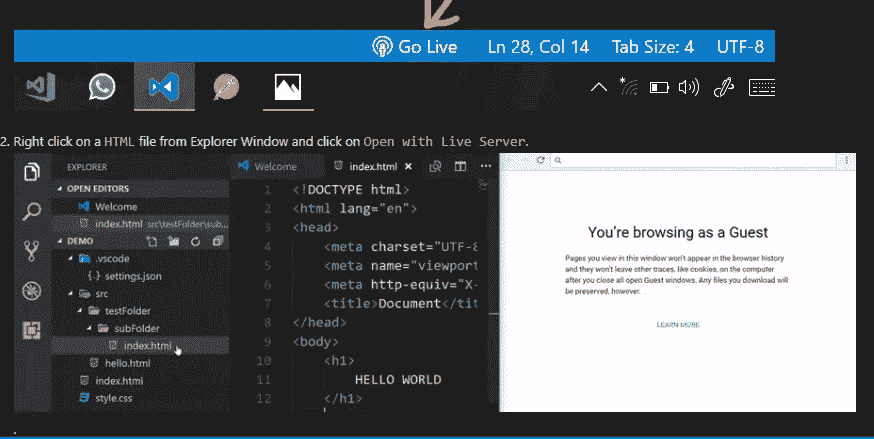 Go Live Ln 28, Col 14 Tab Size: 4 UTF-8
2. Right click on a HTML file from Explorer Window and click on Open with Live Server.
EXPLORER
OPEN EDITORS
Welcome
index.html src\testFolder\sub...
DEMO
.vscode
{·} settings.json
src
testFolder
subFolder
index.html
hello.html
index.html
style.css
Welcome index.html
1 <!DOCTYPE html>
2 <html lang="en">
3 <head>
4 <meta charset="UTF-8
5 <meta name="viewport
6 <meta http-equiv="X-
7 <title>Document</tit
8 </head>
9 <body>
10 <h1>
11 HELLO WORLD
12 </h1>
You're browsing as a Guest
Pages you view in this window won't appear in the browser history
and they won't leave other traces, like cookies, on the computer
after you close all open Guest windows. Any files you download will
be preserved, however.
LEARN MORE
.